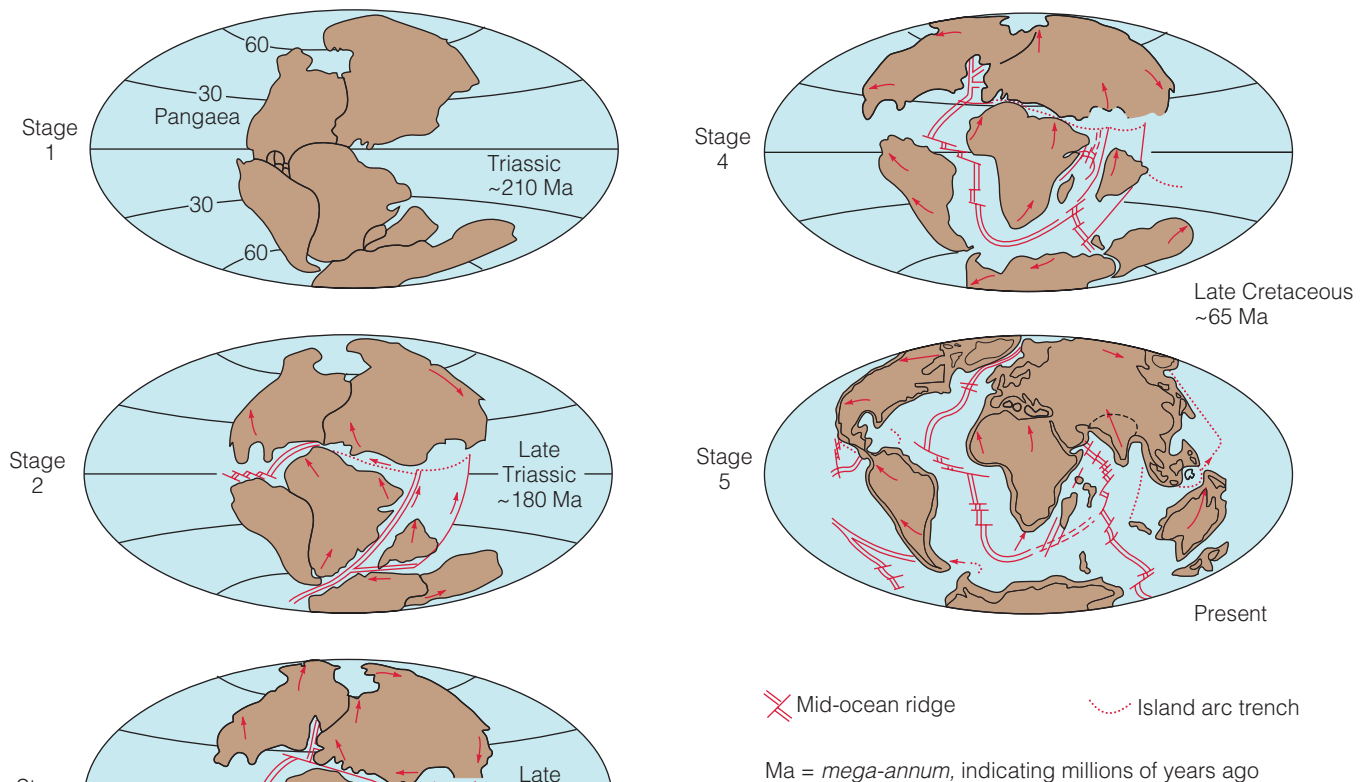 Stage
1
60
30
Pangaea
30
60
Triassic
~210 Ma
Stage
2
Late
Triassic
~180 Ma
Late
Stage
4
Late Cretaceous
~65 Ma
Stage
5
Present
Mid-ocean ridge
Island arc trench
Ma = mega-annum, indicating millions of years ago